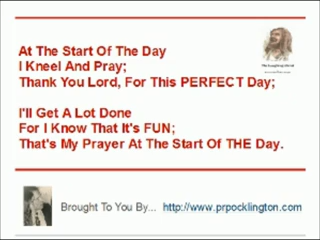 At The Start Of The Day
I Kneel And Pray;
Thank You Lord, For This PERFECT Day;
I'll Get A Lot Done
For I Know That It's FUN;
That's My Prayer At The Start Of THE Day.
Brought To You By... http://www.prpocklington.com